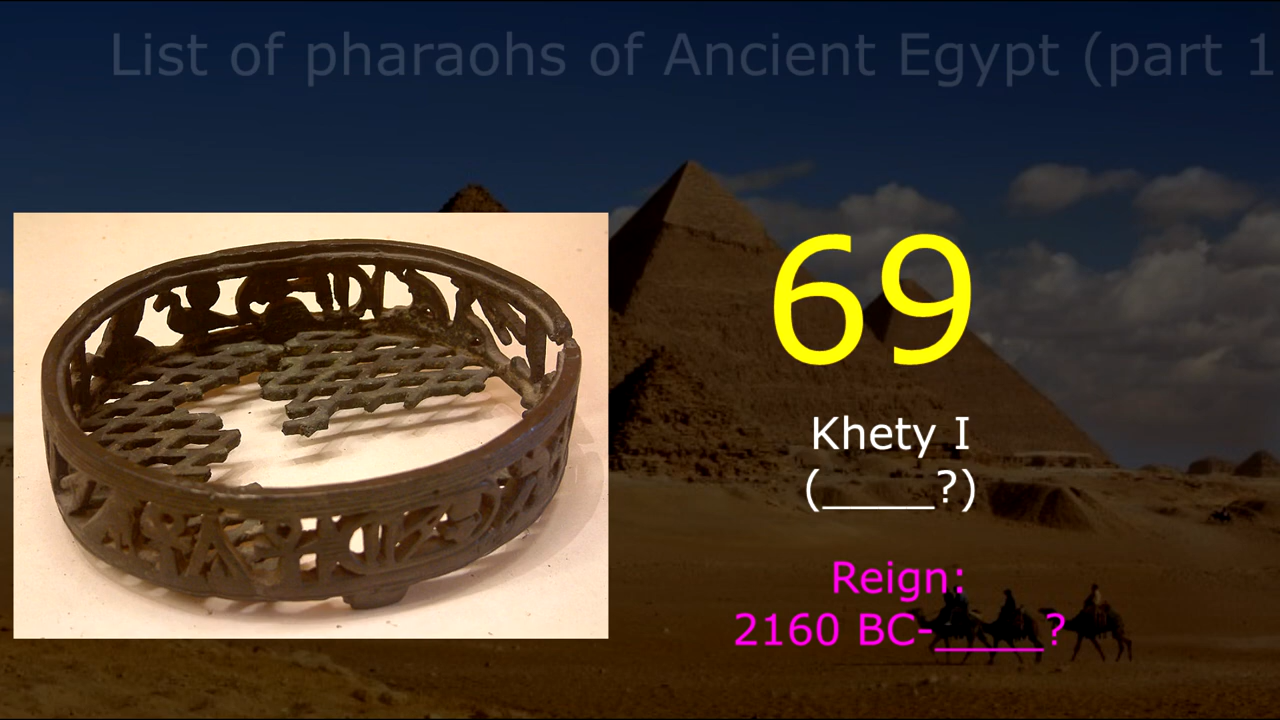 List of pharaohs of Ancient Egypt (part 1
69
Khety I
(_____?)
Reign:
2160 BC-_____?